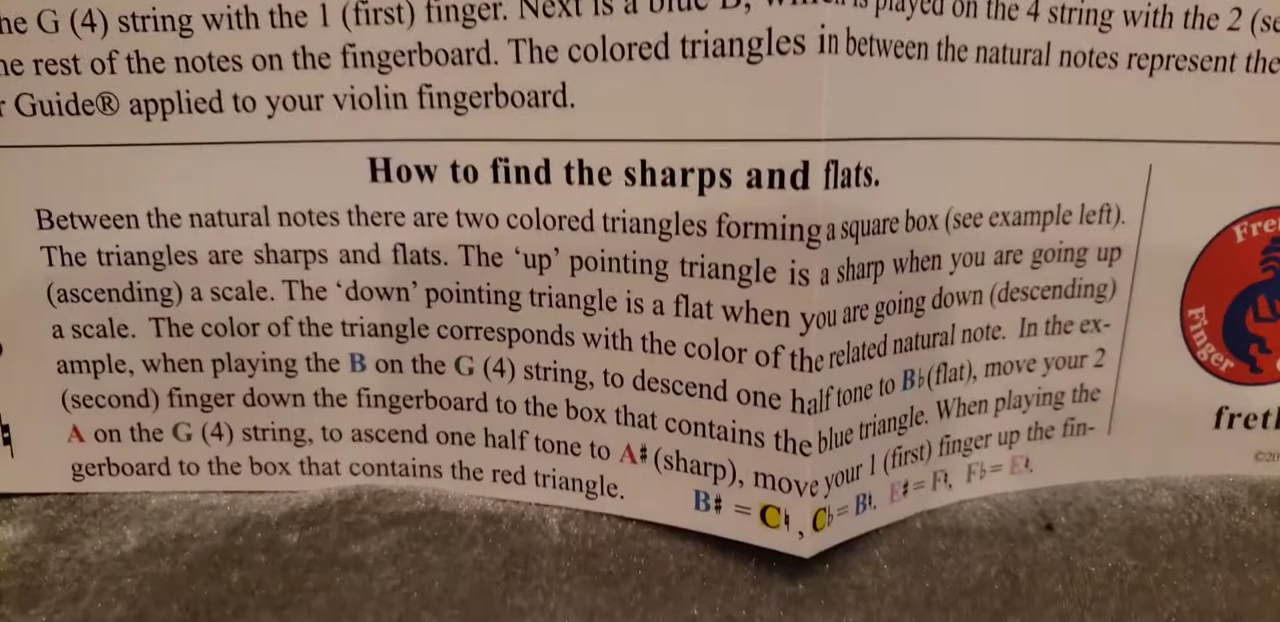 he G (4) string with the 1 (first) finger. Next is a blue B, which is played on the 4 string with the 2 (se
he rest of the notes on the fingerboard. The colored triangles in between the natural notes represent the
r Guide® applied to your violin fingerboard.
How to find the sharps and flats.
Between the natural notes there are two colored triangles forming a square box (see example left).
The triangles are sharps and flats. The ‘up’ pointing triangle is a sharp when you are going up
(ascending) a scale. The ‘down’ pointing triangle is a flat when you are going down (descending)
a scale. The color of the triangle corresponds with the color of the related natural note. In the ex-
ample, when playing the B on the G (4) string, to descend one half tone to B♭(flat), move your 2
(second) finger down the fingerboard to the box that contains the blue triangle. When playing the
A on the G (4) string, to ascend one half tone to A♯ (sharp), move your 1 (first) finger up the fin-
gerboard to the box that contains the red triangle.
B♯ = C♮, C♭= B♮. E♯= F♮, F♭= E♮.
Fre
Finger
fretl
©20